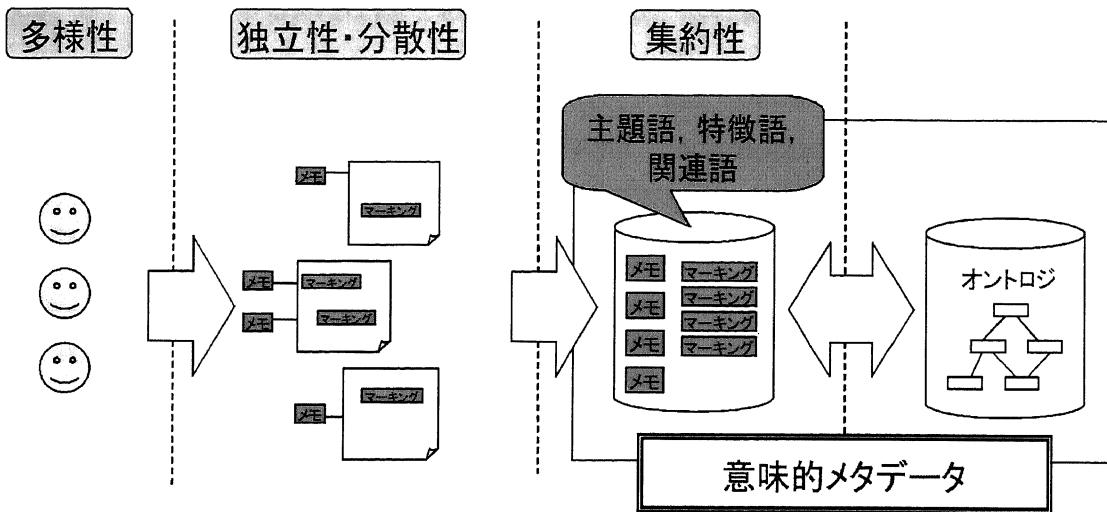 多様性
独立性・分散性
集約性
主題語, 特徴語,
関連語
メモ
マーキング
メモ
マーキング
メモ
マーキング
メモ
マーキング
メモ
マーキング
メモ
マーキング
メモ
マーキング
メモ
マーキング
メモ
オントロジ
意味的メタデータ